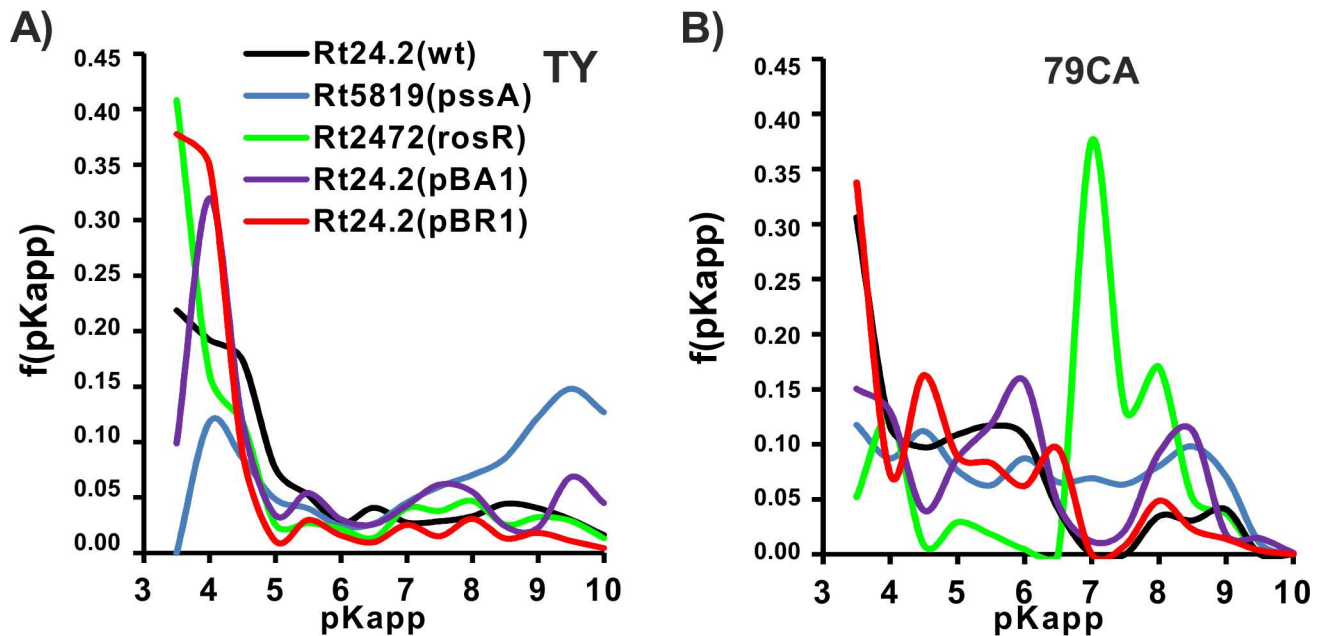 A)
TY
Rt24.2(wt)
Rt5819(pssA)
Rt2472(rosR)
Rt24.2(pBA1)
Rt24.2(pBR1)
f(pKapp)
0.45
0.40
0.35
0.30
0.25
0.20
0.15
0.10
0.05
0.00
3 4 5 6 7 8 9 10
pKapp
B)
79CA
f(pKapp)
0.45
0.40
0.35
0.30
0.25
0.20
0.15
0.10
0.05
0.00
3 4 5 6 7 8 9 10
pKapp